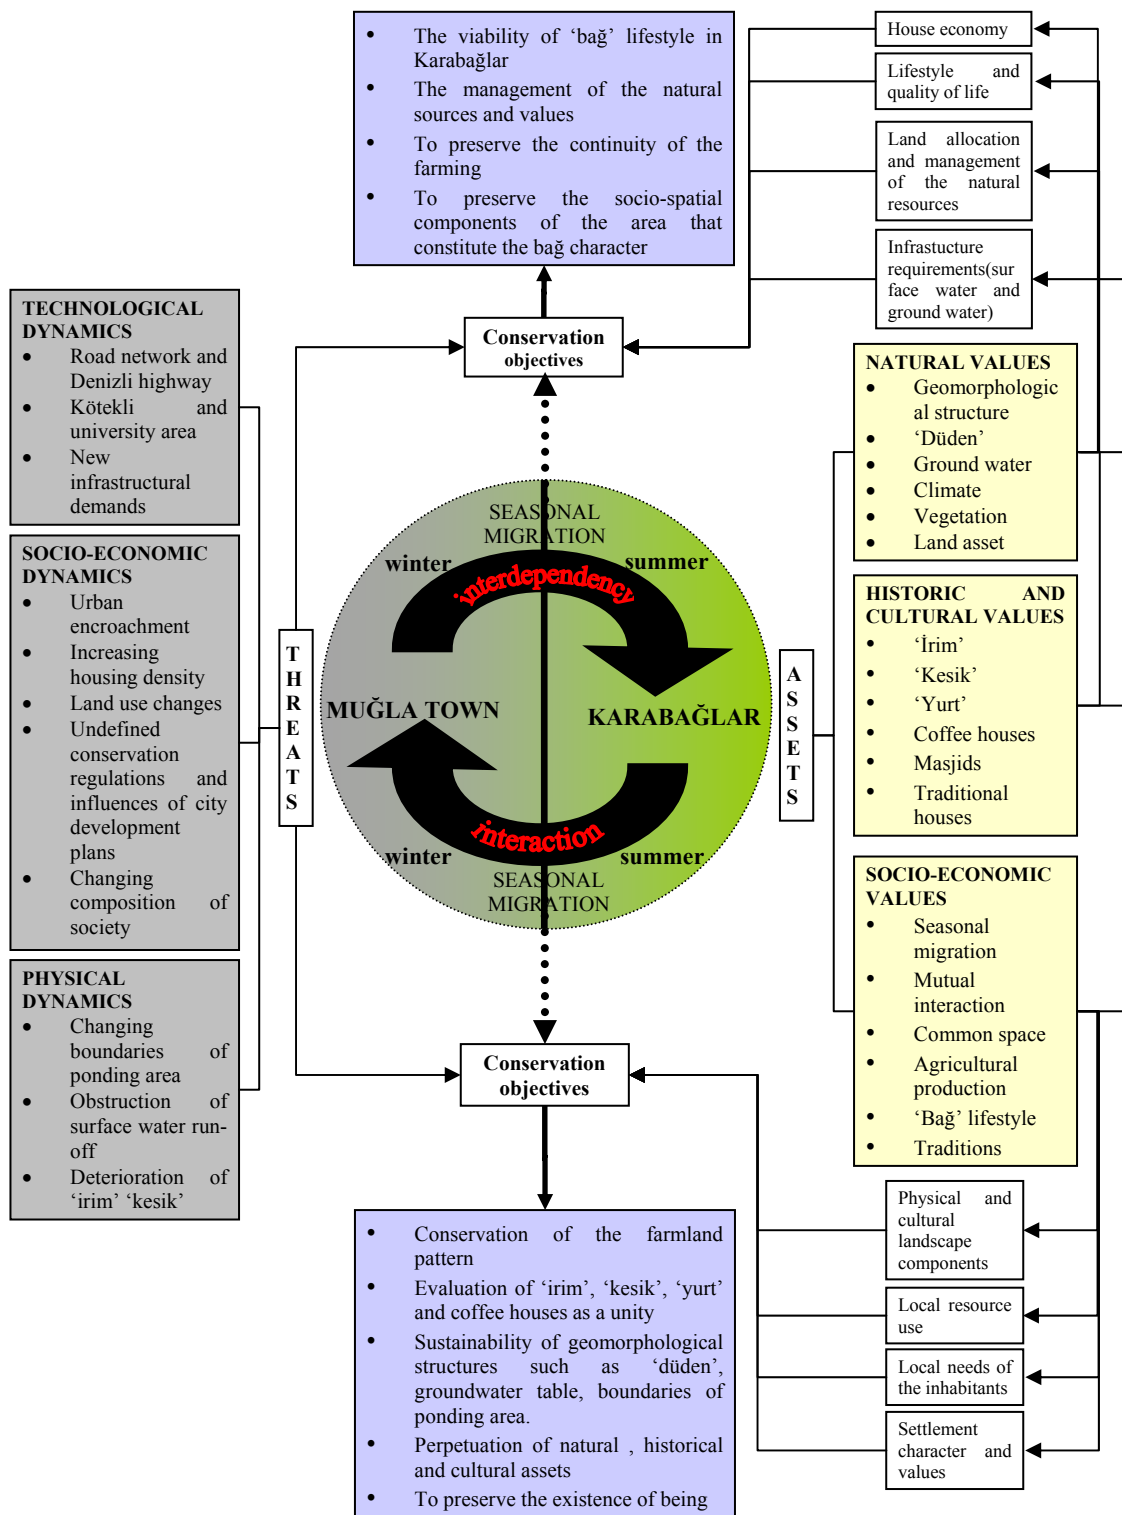 • The viability of ‘bağ’ lifestyle in
Karabağlar
• The management of the natural
sources and values
• To preserve the continuity of the
farming
• To preserve the socio-spatial
components of the area that
constitute the bağ character
House economy
Lifestyle and
quality of life
Land allocation
and management
of the natural
resources
Infrastucture
requirements(sur
face water and
ground water)
Conservation
objectives
TECHNOLOGICAL
DYNAMICS
• Road network and
Denizli highway
• Kötekli and
university area
• New
infrastructural
demands
SOCIO-ECONOMIC
DYNAMICS
• Urban
encroachment
• Increasing
housing density
• Land use changes
• Undefined
conservation
regulations and
influences of city
development
plans
• Changing
composition of
society
PHYSICAL
DYNAMICS
• Changing
boundaries of
ponding area
• Obstruction of
surface water run-
off
• Deterioration of
‘irim’ ‘kesik’
T
H
R
E
A
T
S
SEASONAL
MIGRATION
winter
summer
interdependency
MUĞLA TOWN
KARABAĞLAR
interaction
winter
summer
SEASONAL
MIGRATION
A
S
S
E
T
S
NATURAL VALUES
• Geomorphologic
al structure
• ‘Düden’
• Ground water
• Climate
• Vegetation
• Land asset
HISTORIC AND
CULTURAL VALUES
• ‘İrim’
• ‘Kesik’
• ‘Yurt’
• Coffee houses
• Masjids
• Traditional
houses
SOCIO-ECONOMIC
VALUES
• Seasonal
migration
• Mutual
interaction
• Common space
• Agricultural
production
• ‘Bağ’ lifestyle
• Traditions
Conservation
objectives
Physical and
cultural
landscape
components
Local resource
use
Local needs of
the inhabitants
Settlement
character and
values
• Conservation of the farmland
pattern
• Evaluation of ‘irim’, ‘kesik’, ‘yurt’
and coffee houses as a unity
• Sustainability of geomorphological
structures such as ‘düden’,
groundwater table, boundaries of
ponding area.
• Perpetuation of natural , historical
and cultural assets
• To preserve the existence of being